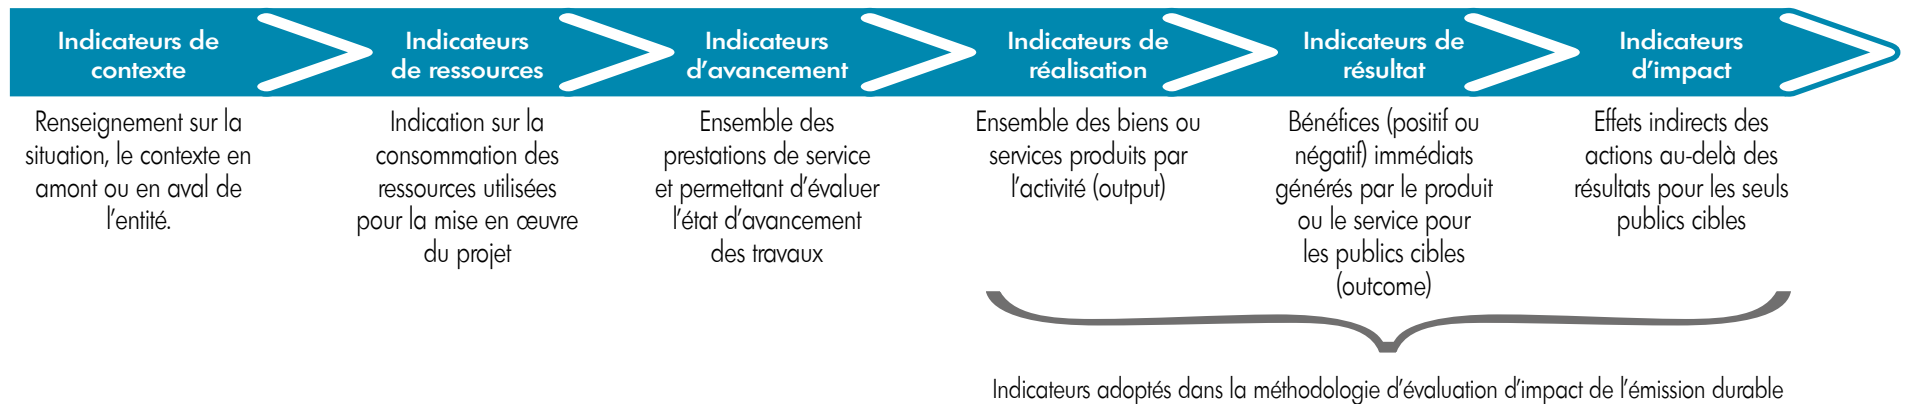 Indicateurs de
contexte
Renseignement sur la
situation, le contexte en
amont ou en aval de
l'entité.
Indicateurs
de ressources
Indication sur la
consommation des
ressources utilisées
pour la mise en œuvre
du projet
Indicateurs
d'avancement
Ensemble des
prestations de service
et permettant d'évaluer
l'état d'avancement
des travaux
Indicateurs de
réalisation
Ensemble des biens ou
services produits par
l'activité (output)
Indicateurs de
résultat
Bénéfices (positif ou
négatif) immédiats
générés par le produit
ou le service pour
les publics cibles
(outcome)
Indicateurs
d'impact
Effets indirects des
actions au-delà des
résultats pour les seuls
publics cibles
Indicateurs adoptés dans la méthodologie d'évaluation d'impact de l'émission durable